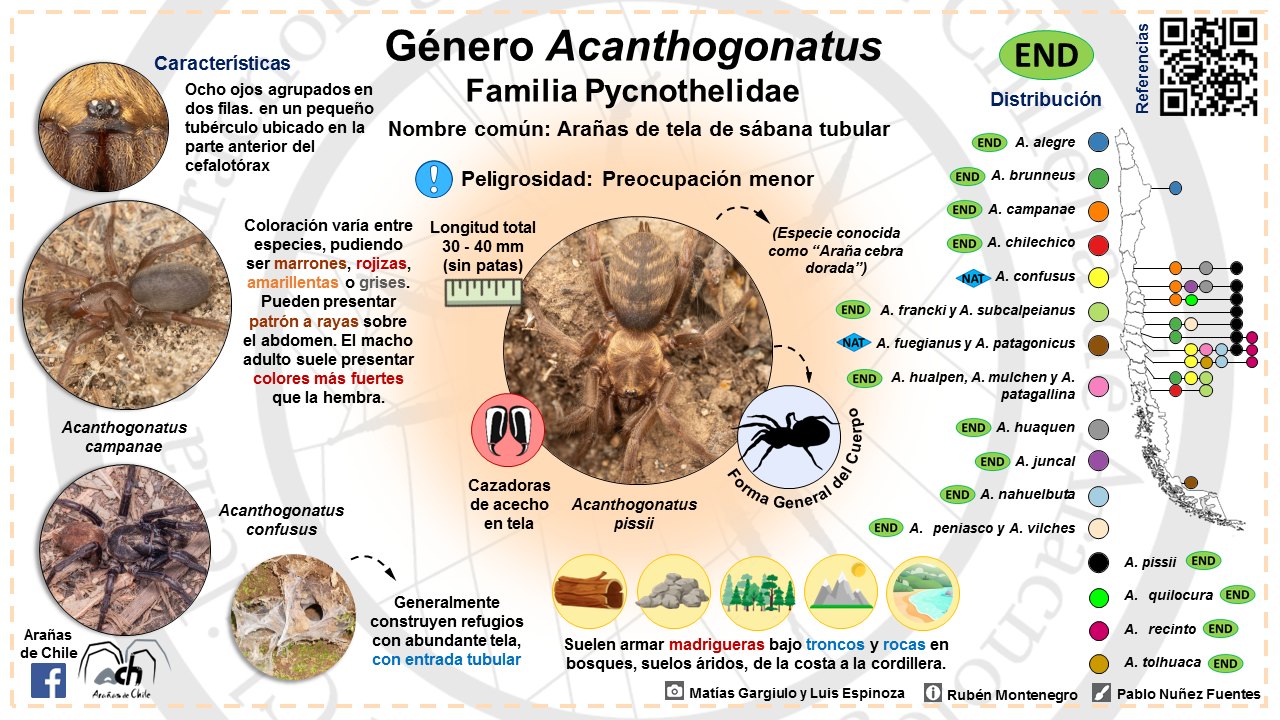 Género Acanthogonatus
Familia Pycnothelidae
Nombre común: Arañas de tela de sábana tubular
Peligrosidad: Preocupación menor
Características
Ocho ojos agrupados en
dos filas. en un pequeño
tubérculo ubicado en la
parte anterior del
cefalotórax
Coloración varía entre
especies, pudiendo
ser marrones, rojizas,
amarillentas o grises.
Pueden presentar
patrón a rayas sobre
el abdomen. El macho
adulto suele presentar
colores más fuertes
que la hembra.
Acanthogonatus
campanae
Acanthogonatus
confusus
Generalmente
construyen refugios
con abundante tela,
con entrada tubular
Arañas
de Chile
ach
Arañas de Chile
Longitud total
30 - 40 mm
(sin patas)
(Especie conocida
como “Araña cebra
dorada”)
Cazadoras
de acecho
en tela
Acanthogonatus
pissii
Forma General del Cuerpo
Suelen armar madrigueras bajo troncos y rocas en
bosques, suelos áridos, de la costa a la cordillera.
Matías Gargiulo y Luis Espinoza
Rubén Montenegro
Pablo Nuñez Fuentes
END
Distribución
Referencias
END A. alegre
END A. brunneus
END A. campanae
END A. chilechico
NAT A. confusus
END A. francki y A. subcalpeianus
NAT A. fuegianus y A. patagonicus
END A. hualpen, A. mulchen y A.
patagallina
END A. huaquen
END A. juncal
END A. nahuelbuta
END A. peniasco y A. vilches
A. pissii END
A. quilocura END
A. recinto END
A. tolhuaca END